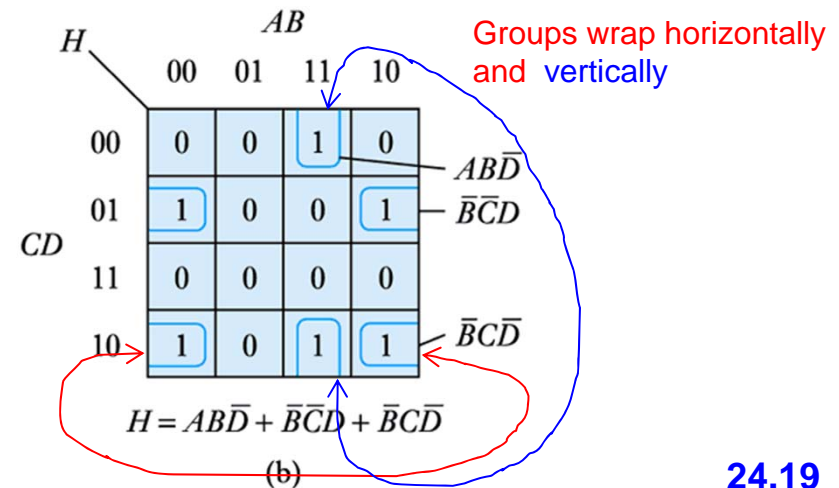 AB
Groups wrap horizontally
and vertically
H
00 01 11 10
00 0 0 1 0
ABD̅
01 1 0 0 1
B̅C̅D
CD
11 0 0 0 0
10 1 0 1 1
B̅CD̅
H = ABD̅ + B̅C̅D + B̅CD̅
(b)
24.19